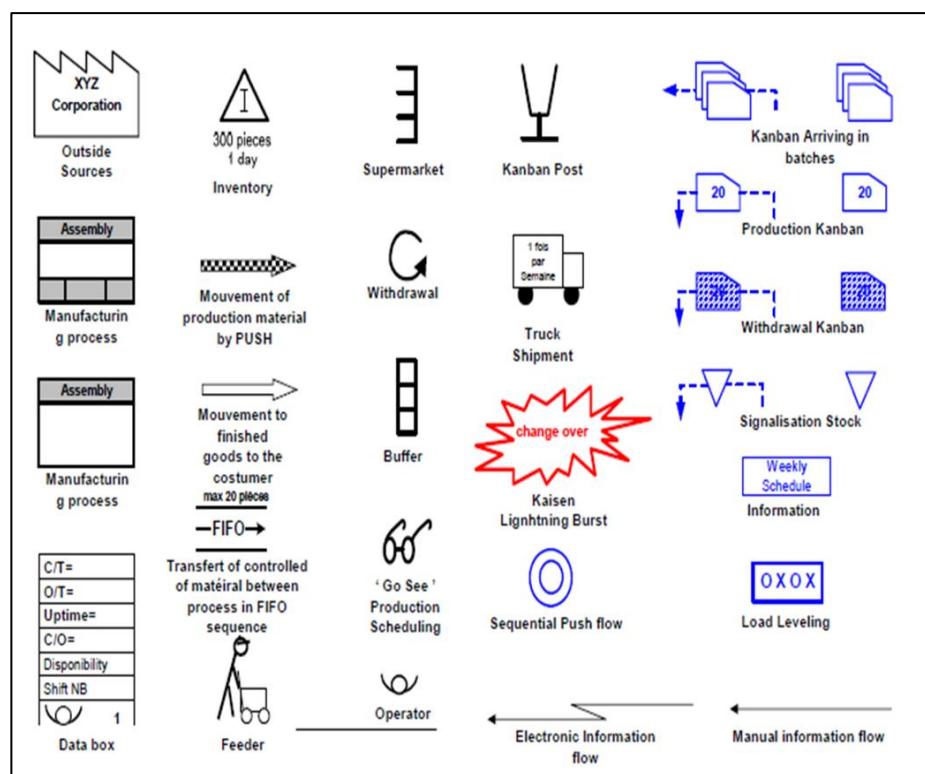 XYZ
Corporation
Outside
Sources
I
300 pieces
1 day
Inventory
Supermarket
Kanban Post
Kanban Arriving in
batches
Assembly
Manufacturin
g process
Mouvement of
production material
by PUSH
Withdrawal
1 fois
par
Semaine
Truck
Shipment
20
20
Production Kanban
20
20
Withdrawal Kanban
Assembly
Manufacturin
g process
Mouvement to
finished
goods to the
costumer
Buffer
change over
Kaisen
Lignhtning Burst
Signalisation Stock
Weekly
Schedule
Information
max 20 pièces
FIFO
Transfert of controlled
of matéiral between
process in FIFO
sequence
‘ Go See ’
Production
Scheduling
Sequential Push flow
O X O X
Load Leveling
C/T=
O/T=
Uptime=
C/O=
Disponibility
Shift NB
1
Data box
Feeder
Operator
Electronic Information
flow
Manual information flow